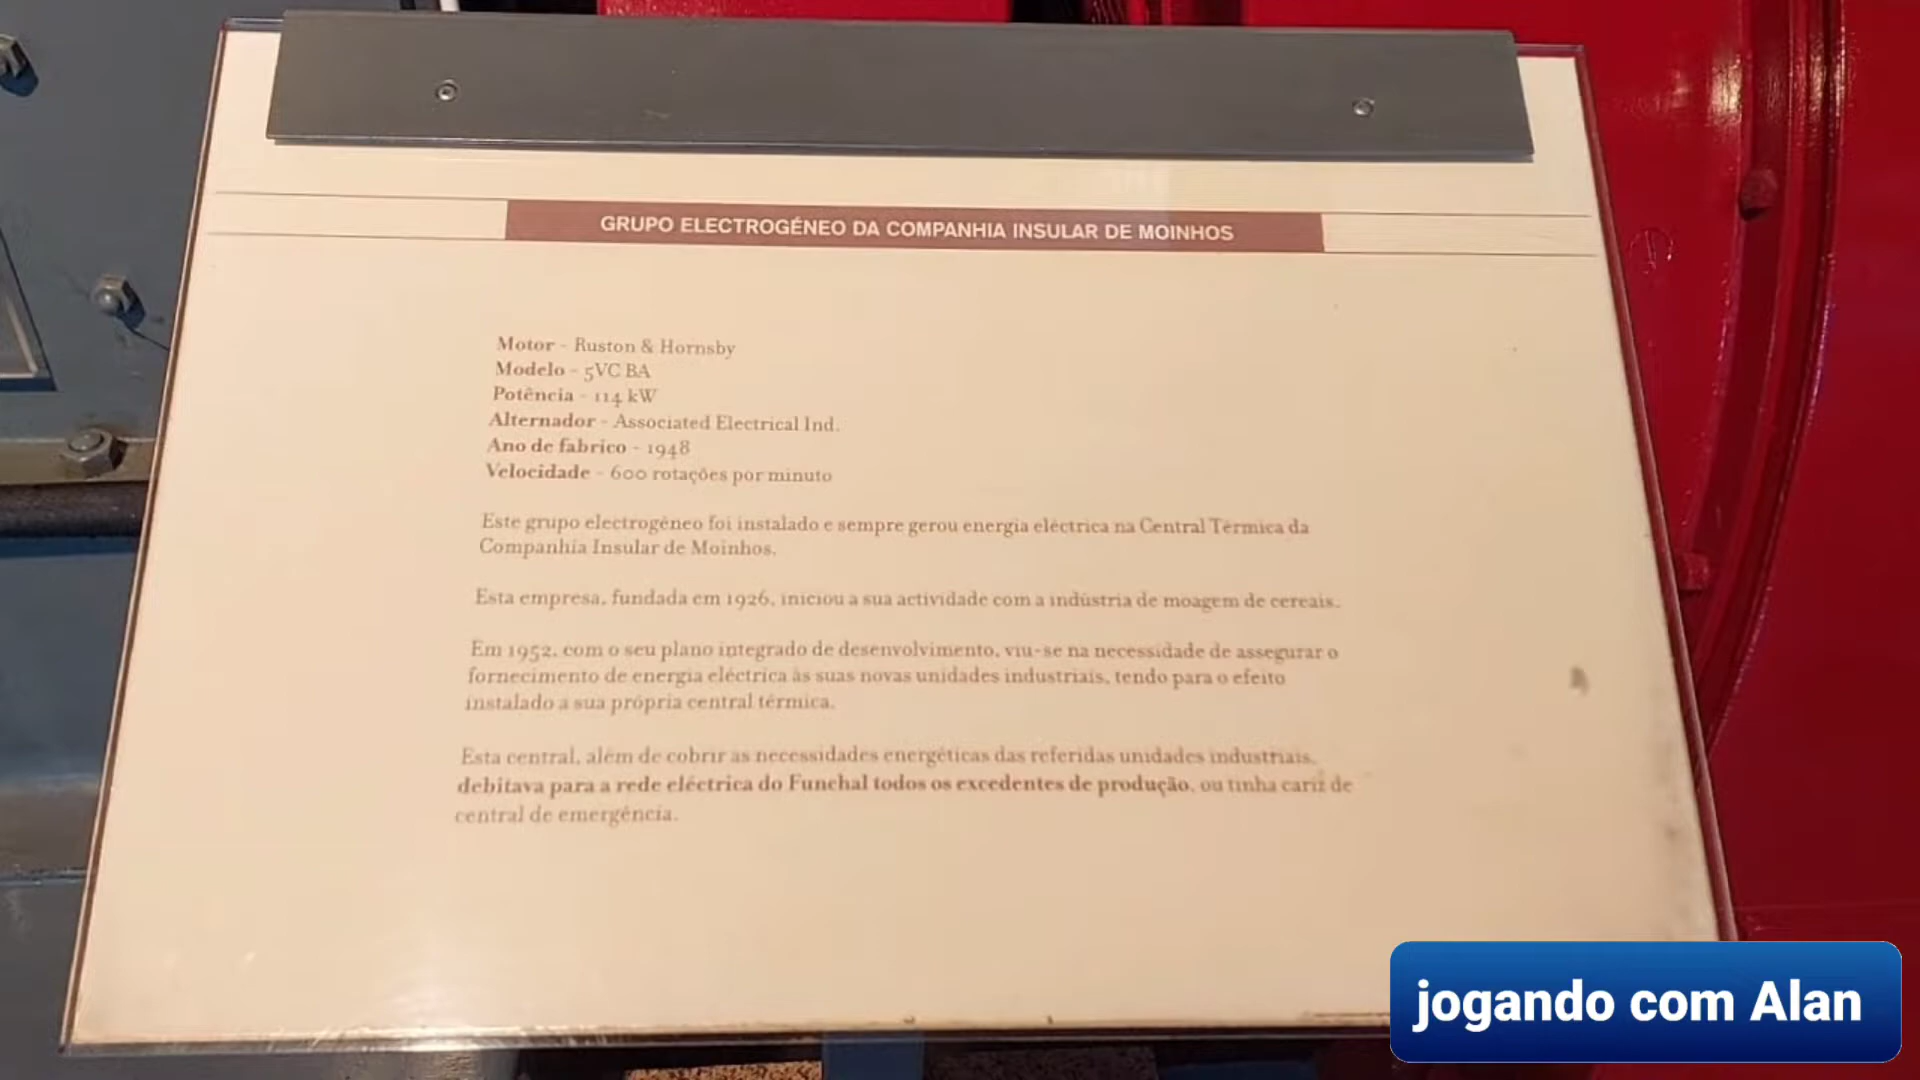 GRUPO ELECTROGÉNEO DA COMPANHIA INSULAR DE MOINHOS
Motor - Ruston & Hornsby
Modelo - 5VC BA
Potência - 114 kW
Alternador - Associated Electrical Ind.
Ano de fabrico - 1948
Velocidade - 600 rotações por minuto
Este grupo electrogéneo foi instalado e sempre gerou energia eléctrica na Central Térmica da
Companhia Insular de Moinhos.
Esta empresa, fundada em 1926, iniciou a sua actividade com a indústria de moagem de cereais.
Em 1952, com o seu plano integrado de desenvolvimento, viu-se na necessidade de assegurar o
fornecimento de energia eléctrica às suas novas unidades industriais, tendo para o efeito
instalado a sua própria central térmica.
Esta central, além de cobrir as necessidades energéticas das referidas unidades industriais,
debitava para a rede eléctrica do Funchal todos os excedentes de produção, ou tinha cariz de
central de emergência.
jogando com Alan